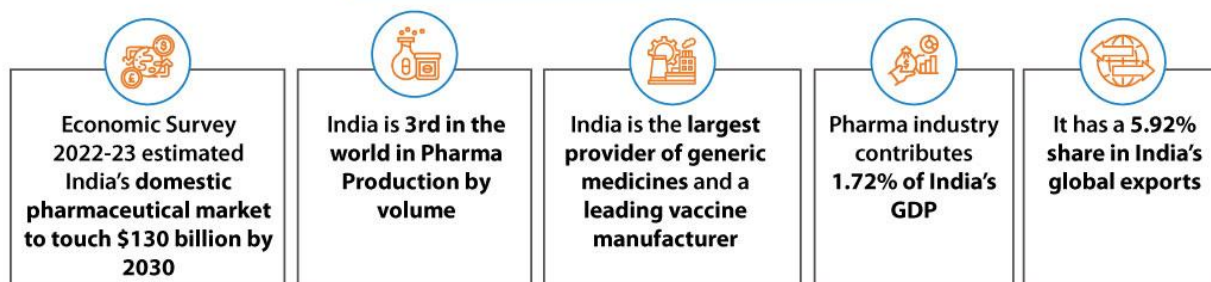 Economic Survey
2022-23 estimated
India's domestic
pharmaceutical market
to touch $130 billion by
2030
India is 3rd in the
world in Pharma
Production by
volume
India is the largest
provider of generic
medicines and a
leading vaccine
manufacturer
Pharma industry
contributes
1.72% of India's
GDP
It has a 5.92%
share in India's
global exports